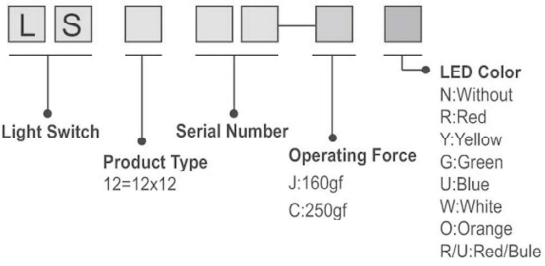 L S
Light Switch
Product Type
12=12x12
Serial Number
Operating Force
J:160gf
C:250gf
LED Color
N:Without
R:Red
Y:Yellow
G:Green
U:Blue
W:White
O:Orange
R/U:Red/Bule